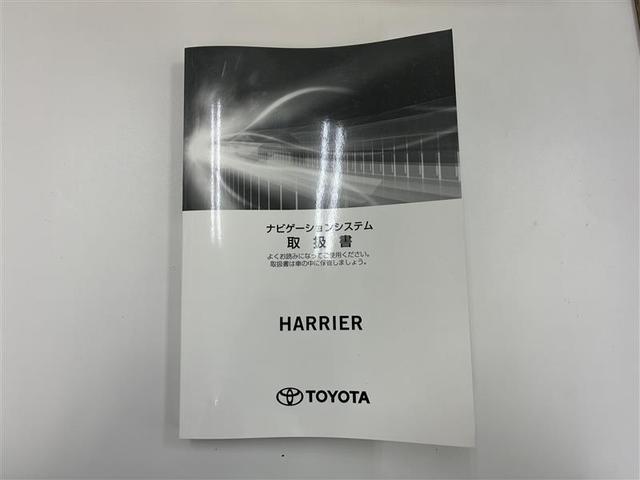 ナビゲーションシステム
取扱書
よくお読みになってご使用ください。
取扱書は車の中に保管しましょう。
HARRIER
TOYOTA